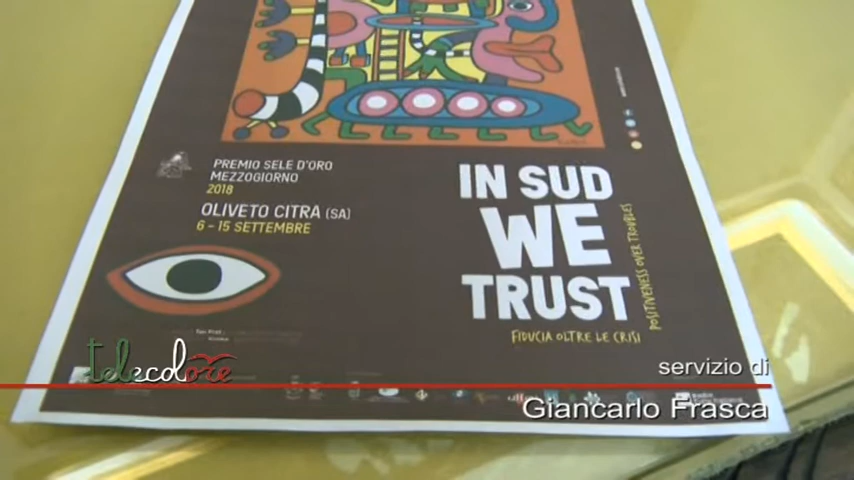 PREMIO SELE D'ORO
MEZZOGIORNO
2018
OLIVETO CITRA (SA)
6 - 15 SETTEMBRE
IN SUD
WE
TRUST
POSITIVENESS OVER TROUBLES
FIDUCIA OLTRE LE CRISI
telecolore
servizio di
Giancarlo Frasca